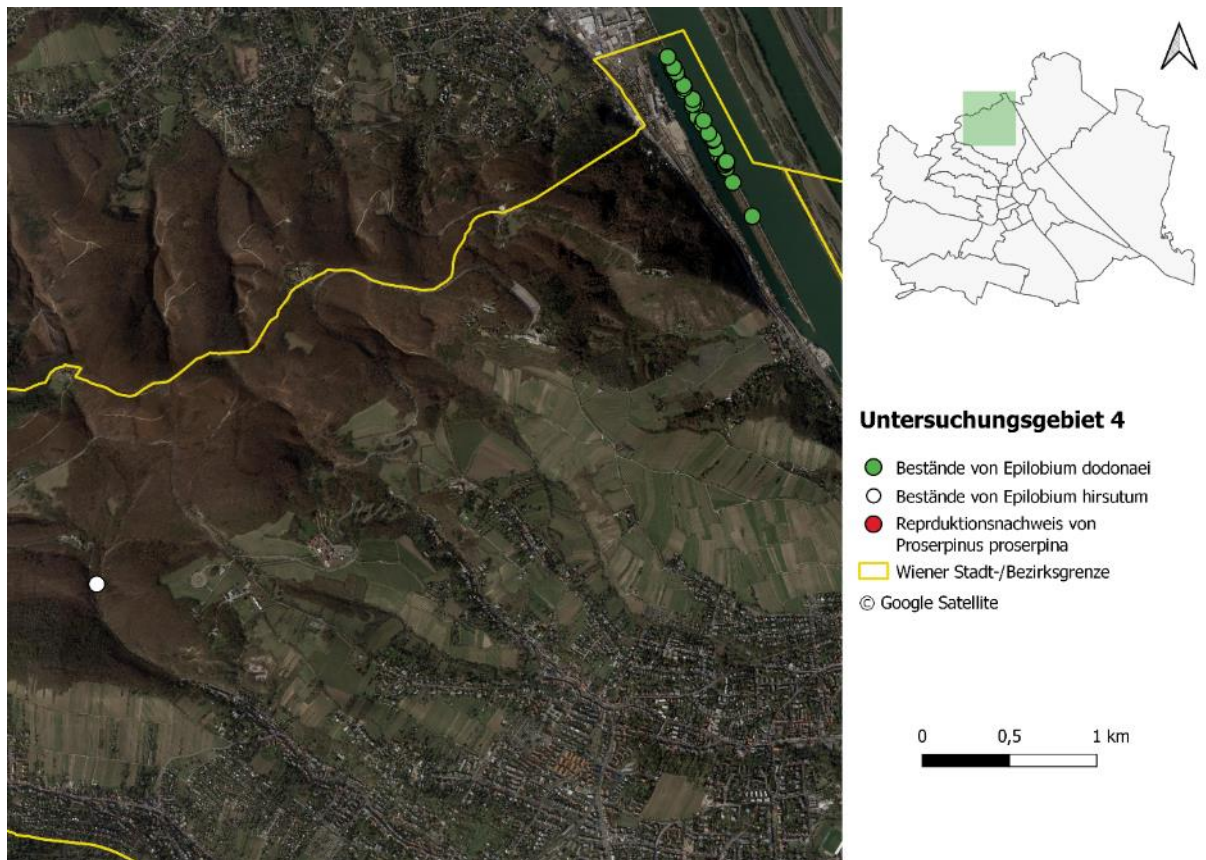 Untersuchungsgebiet 4
Bestände von Epilobium dodonaei
Bestände von Epilobium hirsutum
Reprduktionsnachweis von
Proserpinus proserpina
Wiener Stadt-/Bezirksgrenze
© Google Satellite
0 0,5 1 km